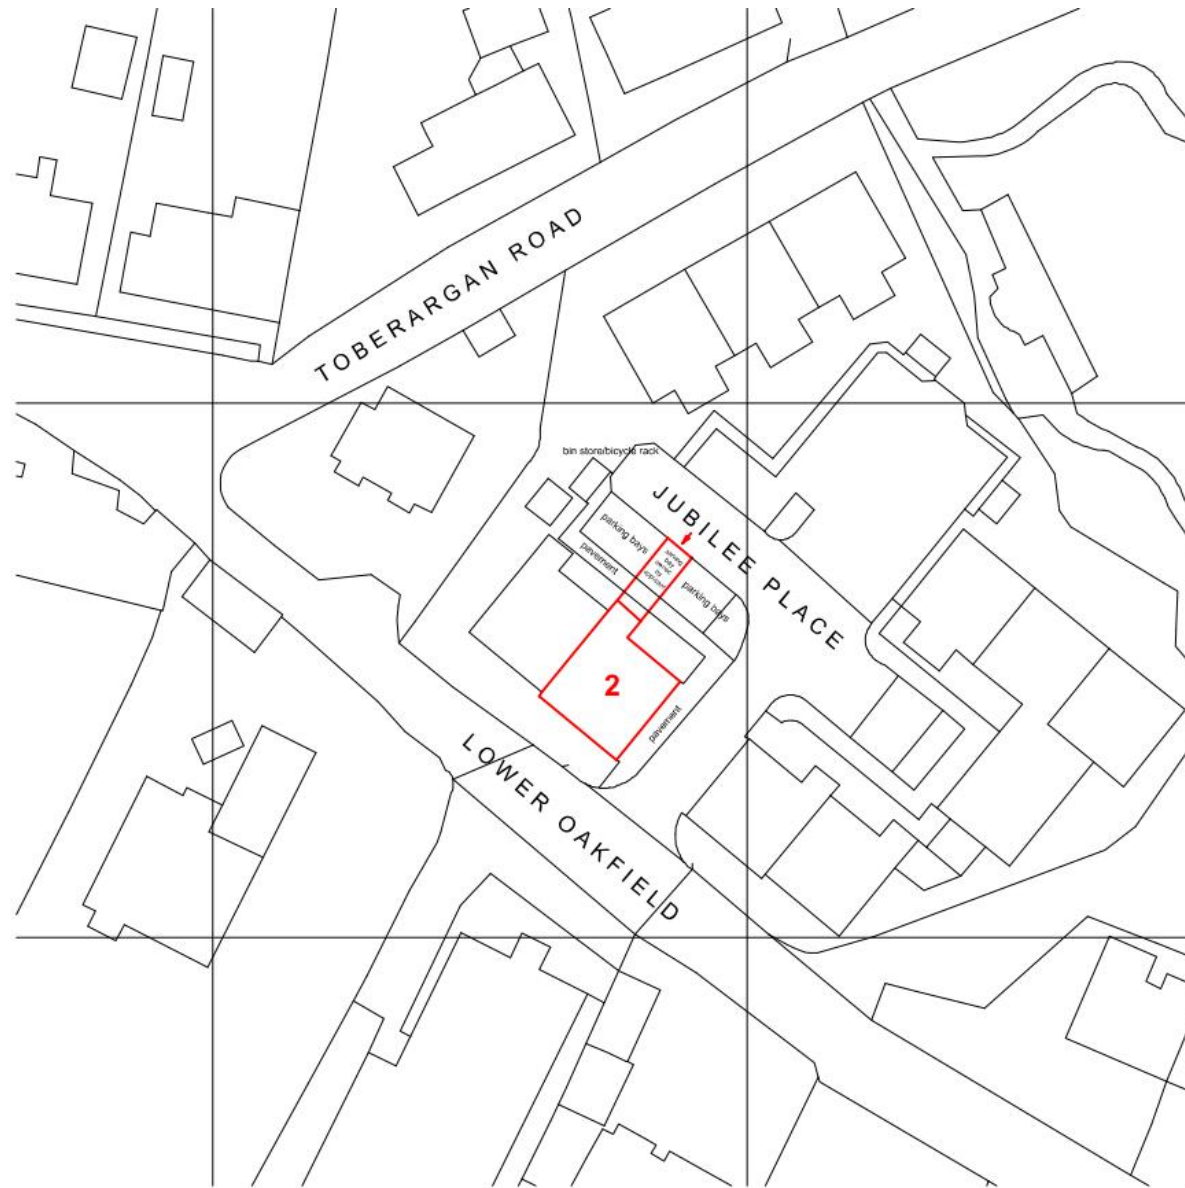 TOBERARGAN ROAD
bin store/bicycle rack
JUBILEE PLACE
parking bays
parking bays
pavement
2
pavement
LOWER OAKFIELD